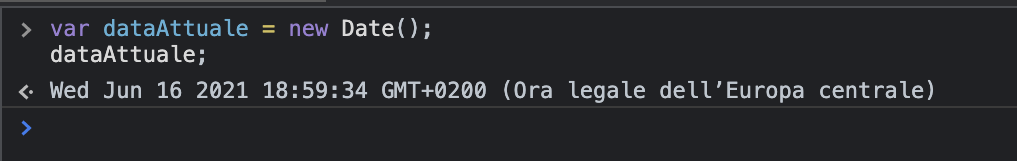 var dataAttuale = new Date();
dataAttuale;
Wed Jun 16 2021 18:59:34 GMT+0200 (Ora legale dell’Europa centrale)